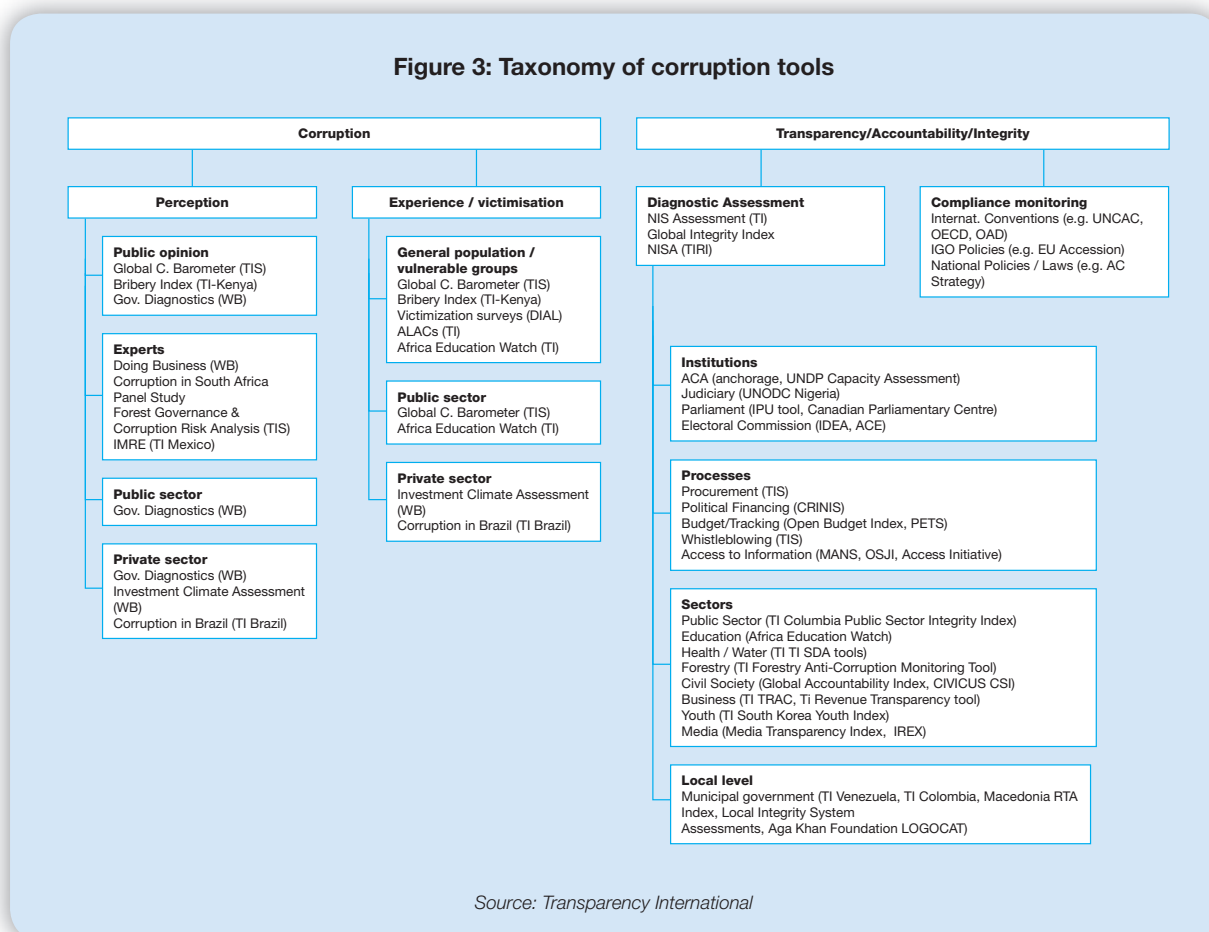 Figure 3: Taxonomy of corruption tools
Corruption
Perception
Public opinion
Global C. Barometer (TIS)
Bribery Index (TI-Kenya)
Gov. Diagnostics (WB)
Experts
Doing Business (WB)
Corruption in South Africa
Panel Study
Forest Governance &
Corruption Risk Analysis (TIS)
IMRE (TI Mexico)
Public sector
Gov. Diagnostics (WB)
Private sector
Gov. Diagnostics (WB)
Investment Climate Assessment
(WB)
Corruption in Brazil (TI Brazil)
Experience / victimisation
General population /
vulnerable groups
Global C. Barometer (TIS)
Bribery Index (TI-Kenya)
Victimization surveys (DIAL)
ALACs (TI)
Africa Education Watch (TI)
Public sector
Global C. Barometer (TIS)
Africa Education Watch (TI)
Private sector
Investment Climate Assessment
(WB)
Corruption in Brazil (TI Brazil)
Transparency/Accountability/Integrity
Diagnostic Assessment
NIS Assessment (TI)
Global Integrity Index
NISA (TIRI)
Compliance monitoring
Internat. Conventions (e.g. UNCAC,
OECD, OAD)
IGO Policies (e.g. EU Accession)
National Policies / Laws (e.g. AC
Strategy)
Institutions
ACA (anchorage, UNDP Capacity Assessment)
Judiciary (UNODC Nigeria)
Parliament (IPU tool, Canadian Parliamentary Centre)
Electoral Commission (IDEA, ACE)
Processes
Procurement (TIS)
Political Financing (CRINIS)
Budget/Tracking (Open Budget Index, PETS)
Whistleblowing (TIS)
Access to Information (MANS, OSJI, Access Initiative)
Sectors
Public Sector (TI Columbia Public Sector Integrity Index)
Education (Africa Education Watch)
Health / Water (TI TI SDA tools)
Forestry (TI Forestry Anti-Corruption Monitoring Tool)
Civil Society (Global Accountability Index, CIVICUS CSI)
Business (TI TRAC, Ti Revenue Transparency tool)
Youth (TI South Korea Youth Index)
Media (Media Transparency Index, IREX)
Local level
Municipal government (TI Venezuela, TI Colombia, Macedonia RTA
Index, Local Integrity System
Assessments, Aga Khan Foundation LOGOCAT)
Source: Transparency International